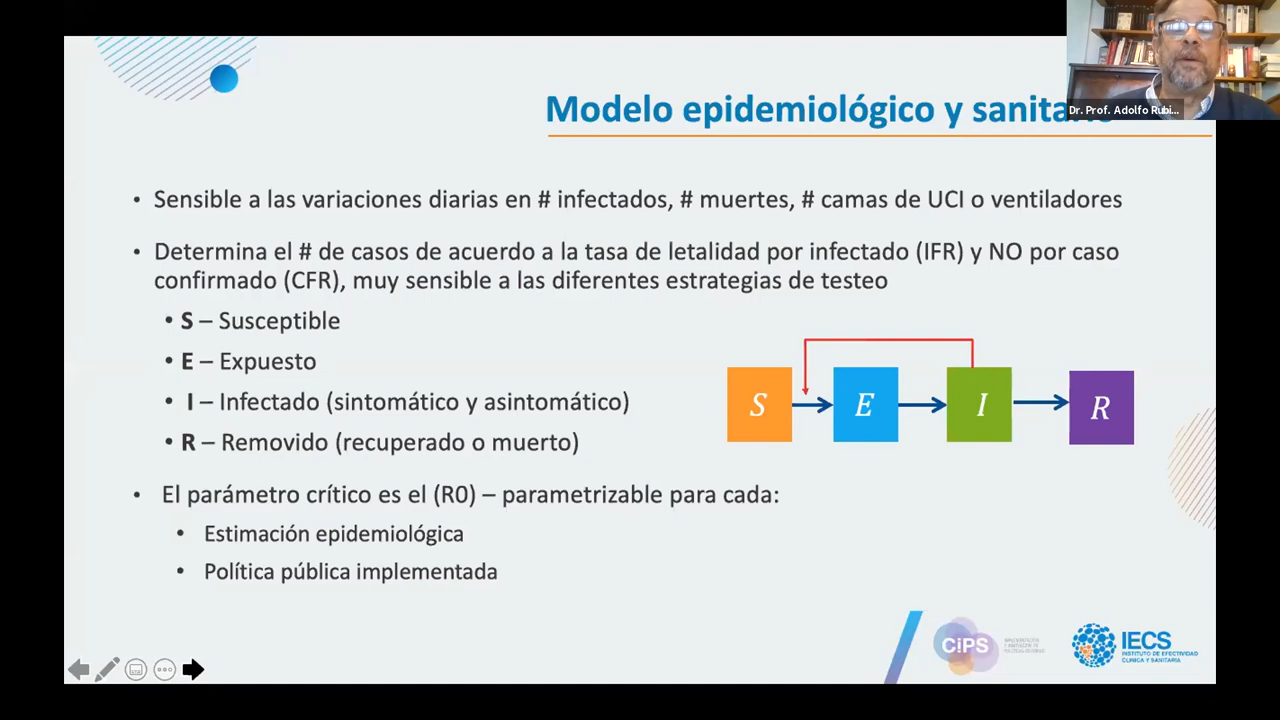 Dr. Prof. Adolfo Rubi...
Modelo epidemiológico y sanita
• Sensible a las variaciones diarias en # infectados, # muertes, # camas de UCI o ventiladores
• Determina el # de casos de acuerdo a la tasa de letalidad por infectado (IFR) y NO por caso
confirmado (CFR), muy sensible a las diferentes estrategias de testeo
• S – Susceptible
• E – Expuesto
• I – Infectado (sintomático y asintomático)
• R – Removido (recuperado o muerto)
S E I R
• El parámetro crítico es el (R0) – parametrizable para cada:
• Estimación epidemiológica
• Política pública implementada
CiPS
IECS
INSTITUTO DE EFECTIVIDAD
CLINICA Y SANITARIA